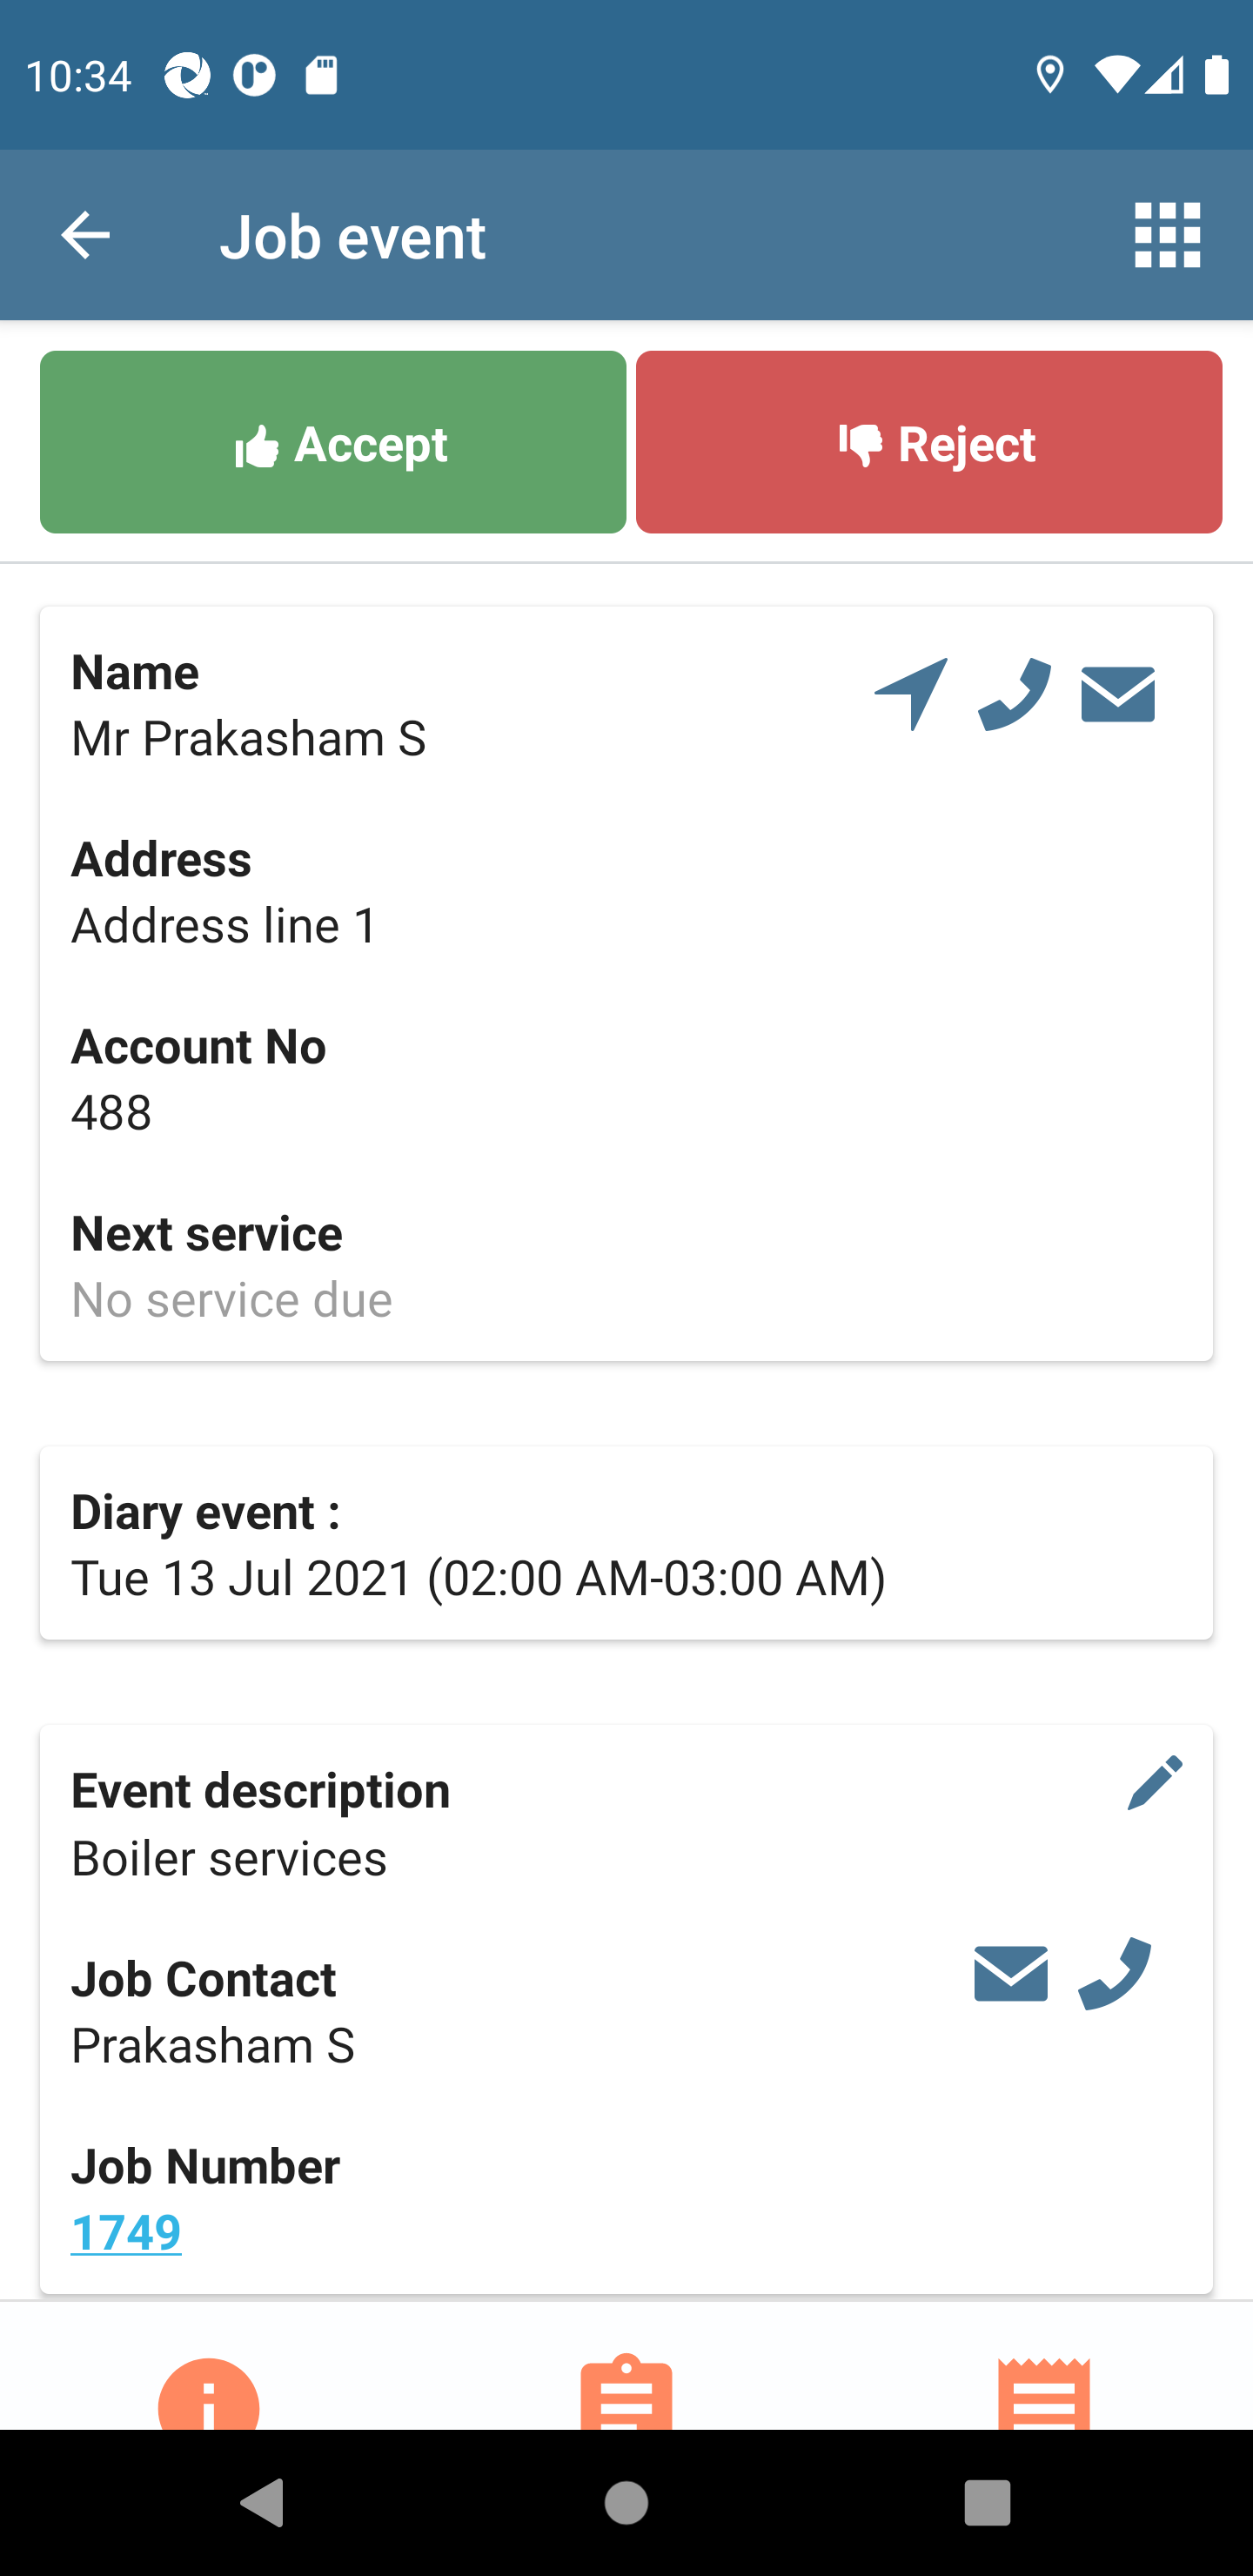 10:34
Job event
Accept
Reject
Name
Mr Prakasham S
Address
Address line 1
Account No
488
Next service
No service due
Diary event :
Tue 13 Jul 2021 (02:00 AM-03:00 AM)
Event description
Boiler services
Job Contact
Prakasham S
Job Number
1749